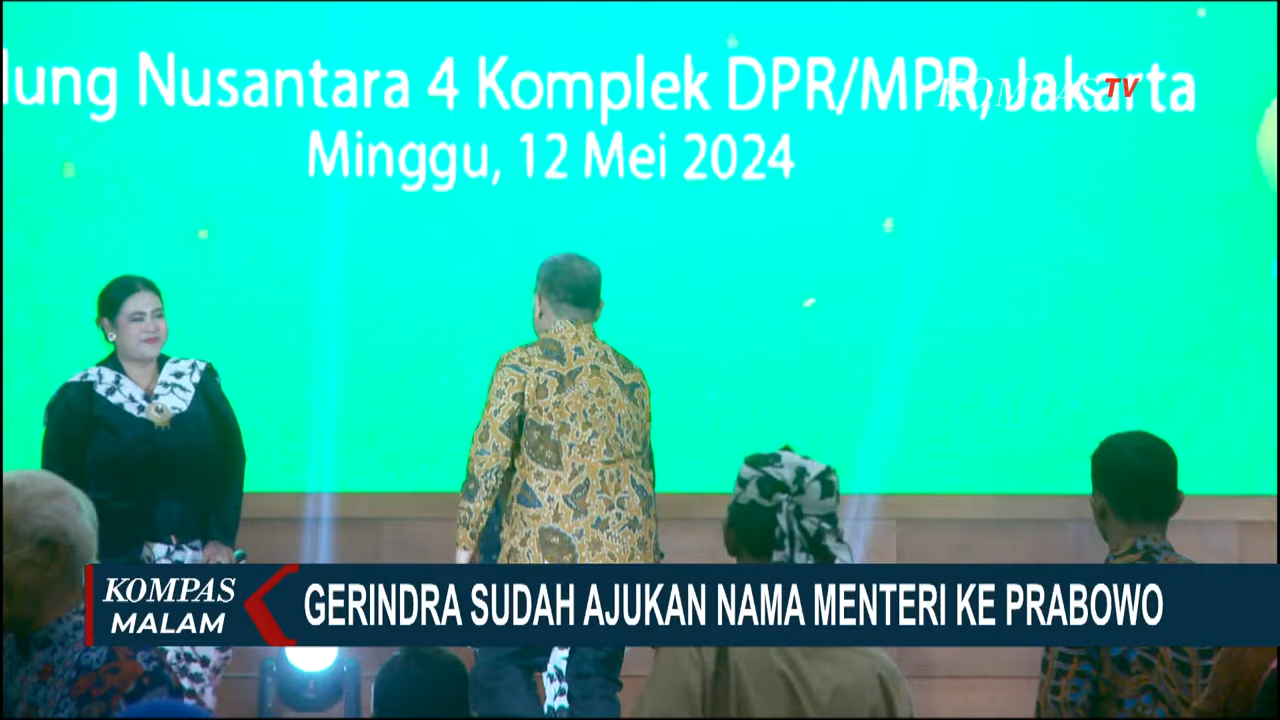 Nusantara 4 Komplek DPR/MPR, Jakarta
KOMPAS TV
Minggu, 12 Mei 2024
KOMPAS
MALAM
GERINDRA SUDAH AJUKAN NAMA MENTERI KE PRABOWO